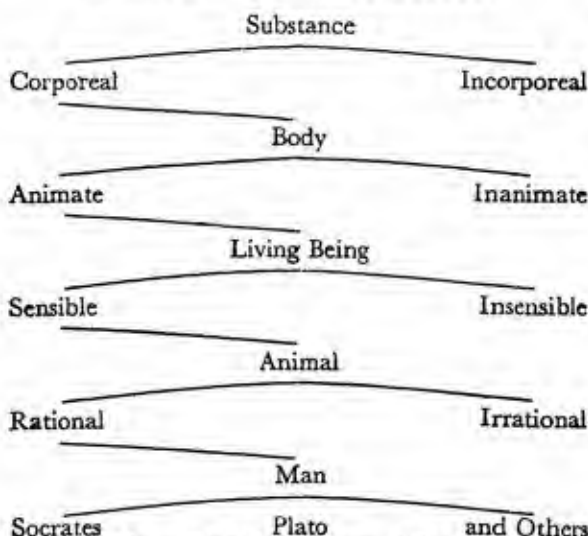 Substance
Corporeal Incorporeal
Body
Animate Inanimate
Living Being
Sensible Insensible
Animal
Rational Irrational
Man
Socrates Plato and Others